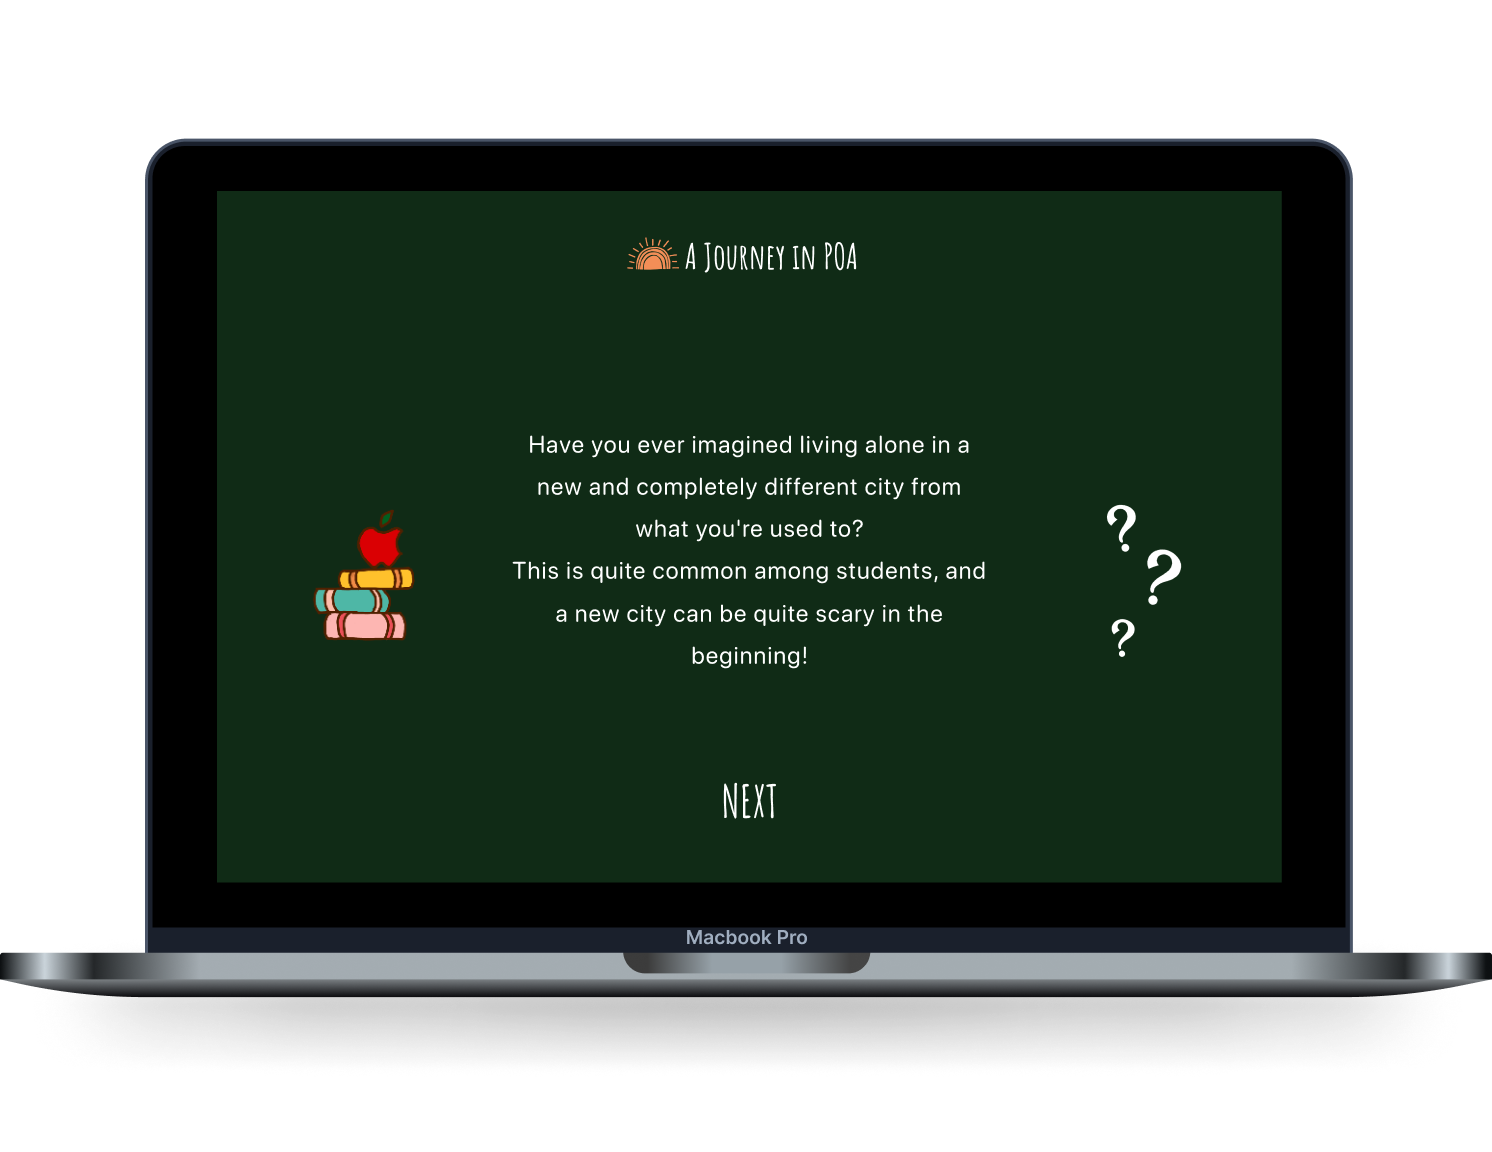 A Journey in POA
Have you ever imagined living alone in a
new and completely different city from
what you're used to?
This is quite common among students, and
a new city can be quite scary in the
beginning!
?
?
?
Next
Macbook Pro